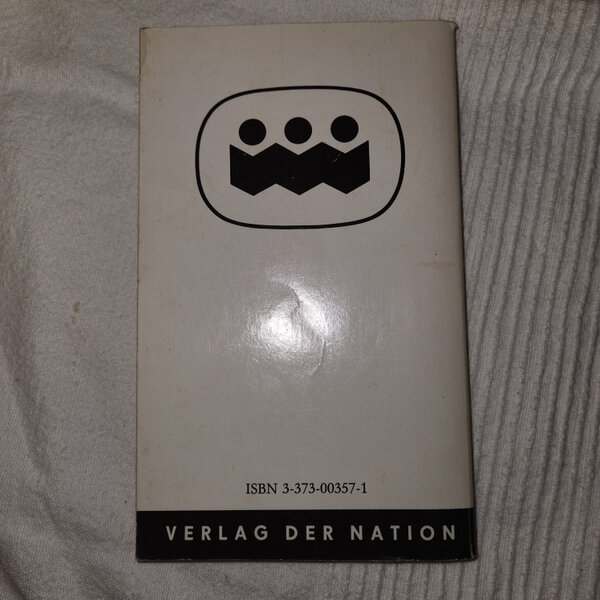 ISBN 3-373-00357-1
VERLAG DER NATION